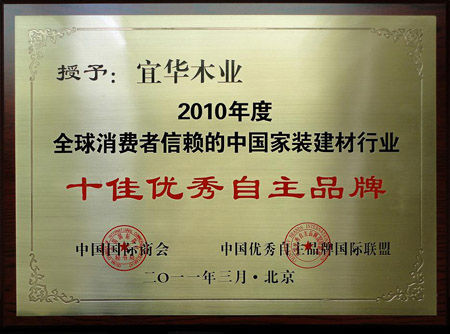 授予：宜华木业
2010年度
全球消费者信赖的中国家装建材行业
十佳优秀自主品牌
中国国际商会 中国优秀自主品牌国际联盟
二〇一一年三月·北京